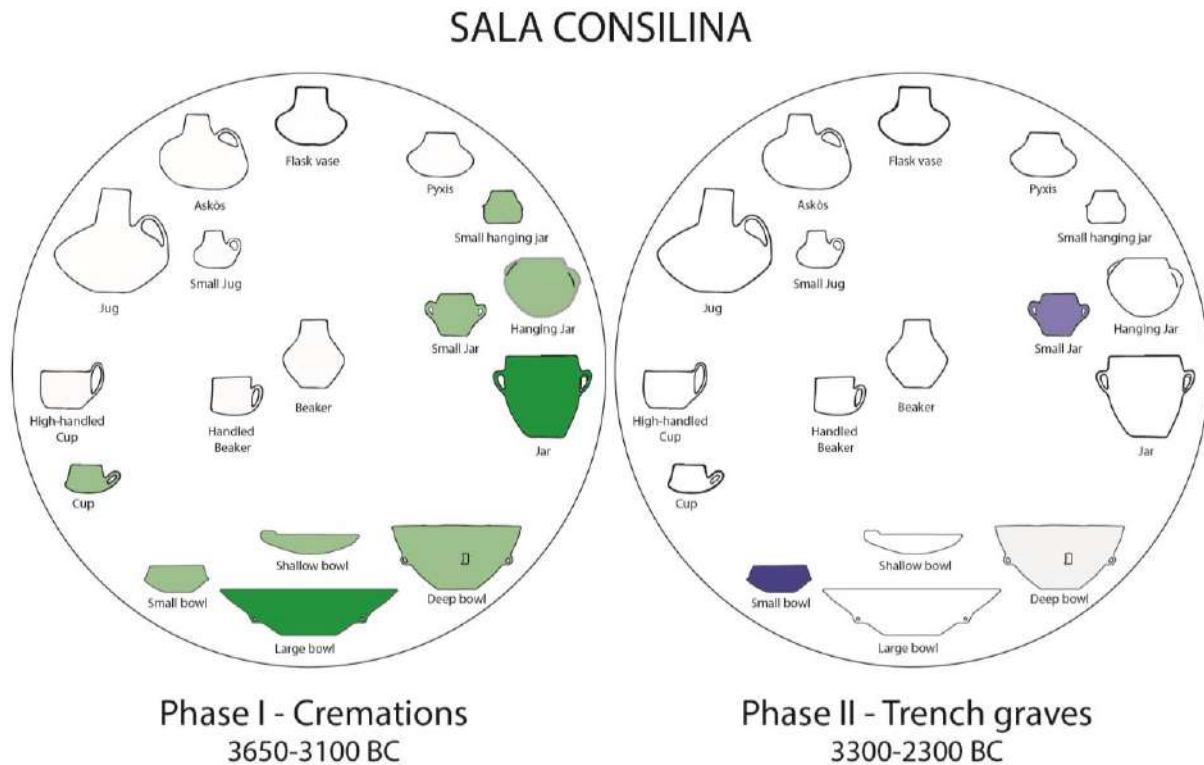 SALA CONSILINA
Flask vase
Pyxis
Askòs
Small hanging jar
Small Jug
Jug
Hanging Jar
Small Jar
Beaker
High-handled
Cup
Handled
Beaker
Jar
Cup
Shallow bowl
Small bowl
Deep bowl
Large bowl
Phase I - Cremations
3650-3100 BC
Flask vase
Pyxis
Askòs
Small hanging jar
Small Jug
Jug
Hanging Jar
Small Jar
Beaker
High-handled
Cup
Handled
Beaker
Jar
Cup
Shallow bowl
Small bowl
Deep bowl
Large bowl
Phase II - Trench graves
3300-2300 BC